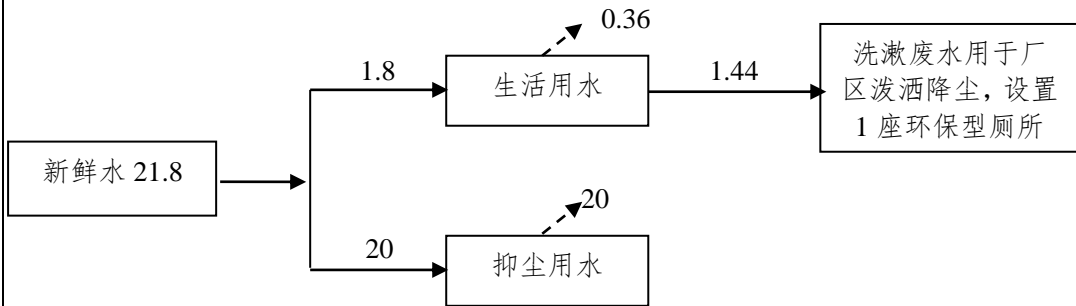 0.36
1.8
生活用水
1.44
洗漱废水用于厂
区泼洒降尘，设置
1 座环保型厕所
新鲜水 21.8
20
20
抑尘用水